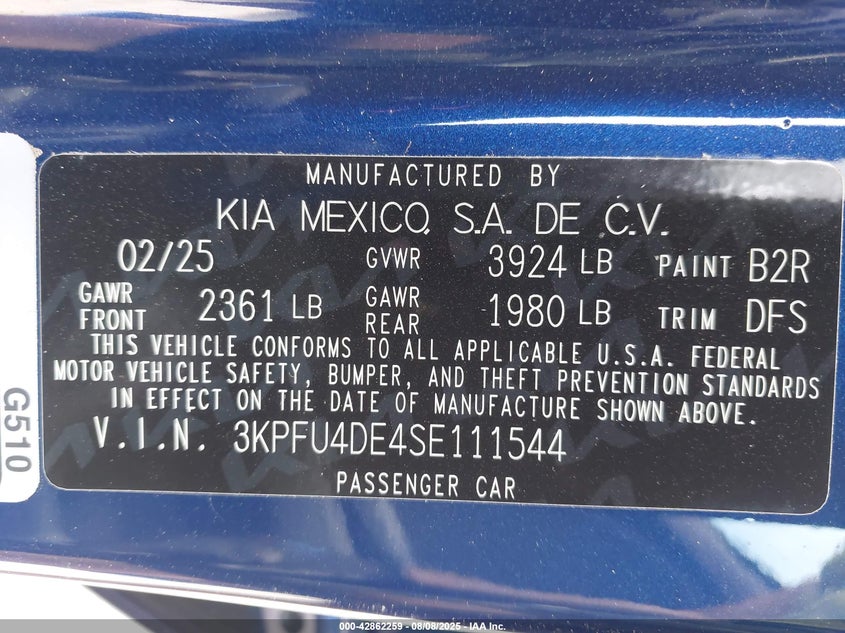 MANUFACTURED BY
KIA MEXICO, S.A. DE C.V.
02/25 GVWR 3924 LB PAINT B2R
GAWR FRONT 2361 LB GAWR REAR 1980 LB TRIM DFS
THIS VEHICLE CONFORMS TO ALL APPLICABLE U.S.A. FEDERAL
MOTOR VEHICLE SAFETY, BUMPER, AND THEFT PREVENTION STANDARDS
IN EFFECT ON THE DATE OF MANUFACTURE SHOWN ABOVE.
V.I.N. 3KPFU4DE4SE111544
PASSENGER CAR
G510
000-42862259 - 08/08/2025 - IAA Inc.